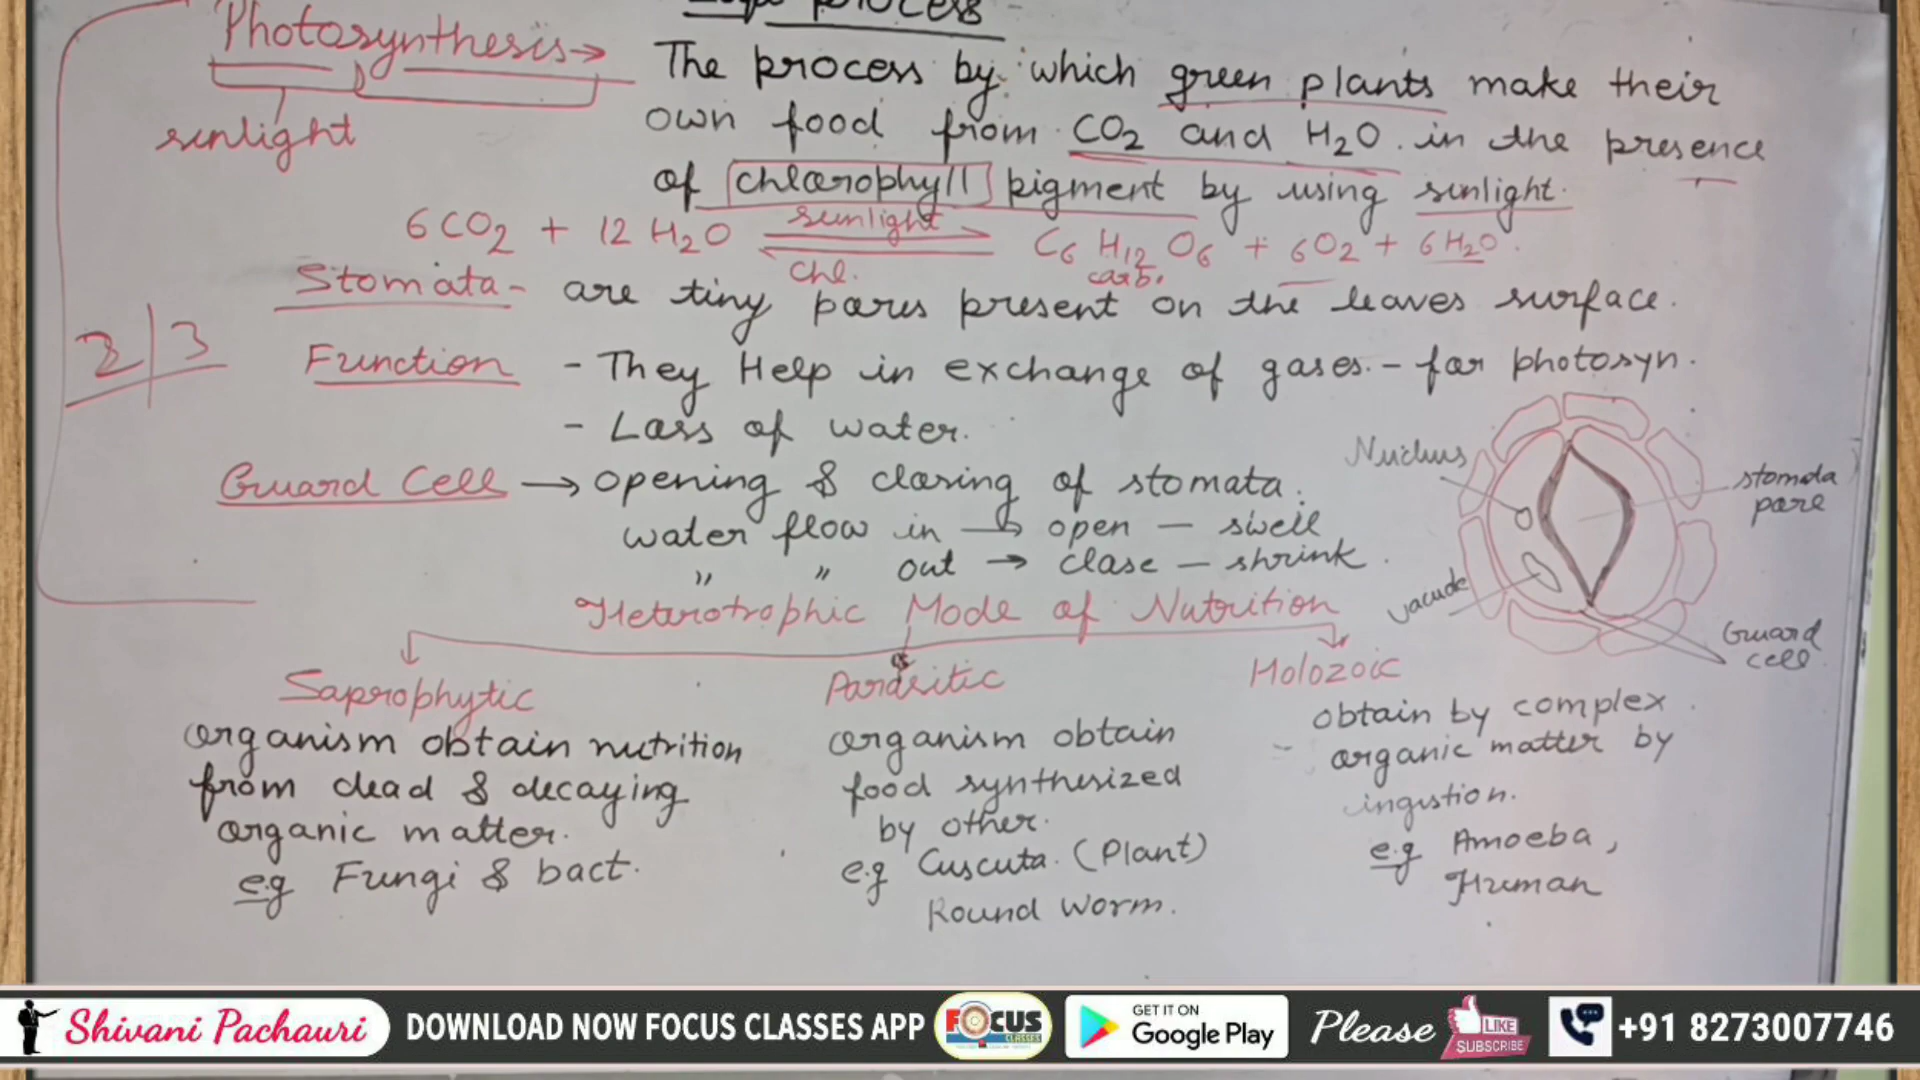 process
Photosynthesis → The process by which green plants make their
sunlight
own food from CO2 and H2O in the presence
of chlorophyll pigment by using sunlight.
6CO2 + 12 H2O sunlight C6 H12 O6 + 6O2 + 6H2O.
Chl. carb.
Stomata - are tiny pores present on the leaves surface.
2/3
Function - They Help in exchange of gases. - for photosyn.
- Loss of water.
Guard Cell → opening & closing of stomata.
water flow in → open - swell
" " out → close - shrink.
Nucleus
stomata
pore
vacuole
Guard
cell
Heterotrophic Mode of Nutrition
Saprophytic
organism obtain nutrition
from dead & decaying
organic matter.
e.g Fungi & bact.
Parasitic
organism obtain
food synthesized
by other.
e.g Cuscuta. (Plant)
Round Worm.
Holozoic
obtain by complex
organic matter by
ingistion.
e.g Amoeba,
Human
Shivani Pachauri DOWNLOAD NOW FOCUS CLASSES APP FOCUS CLASSES GET IT ON Google Play Please LIKE SUBSCRIBE +91 8273007746